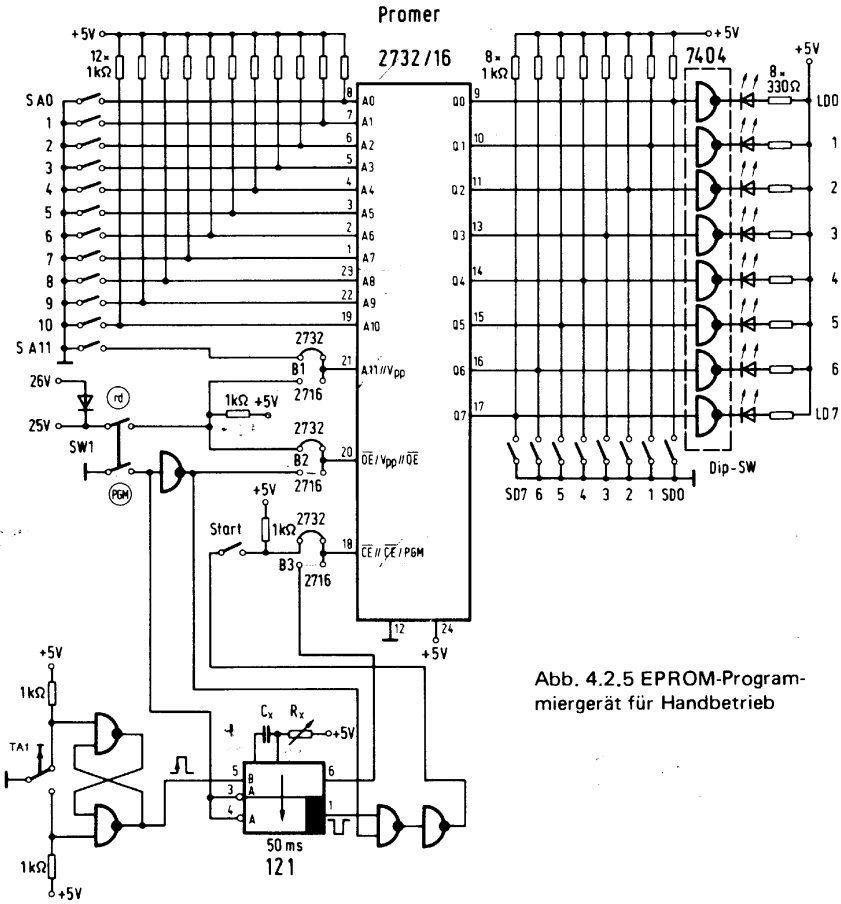 Promer
+5V
12×
1kΩ
2732/16
8×
1kΩ
+5V
7404
+5V
8×
330Ω
SA0
8
A0
Q0
9
LD0
1
7
A1
Q1
10
1
2
6
A2
Q2
11
2
3
5
A3
Q3
13
3
4
4
A4
Q4
14
4
5
3
A5
Q5
15
5
6
2
A6
Q6
16
6
7
1
A7
Q7
17
LD7
8
23
A8
9
22
A9
10
19
A10
SA11
2732
B1
2716
21
A11//Vpp
26V
25V
rd
SW1
PGM
1kΩ
+5V
2732
B2
2716
20
OE/Vpp//OE
+5V
1kΩ
Start
2732
B3
2716
18
CE//CE/PGM
12
24
+5V
Dip-SW
SD7 6 5 4 3 2 1 SD0
+5V
1kΩ
TA1
1kΩ
+5V
Cx
Rx
+5V
5
B
3
A
4
A
6
1
50ms
121
Abb. 4.2.5 EPROM-Program-
miergerät für Handbetrieb